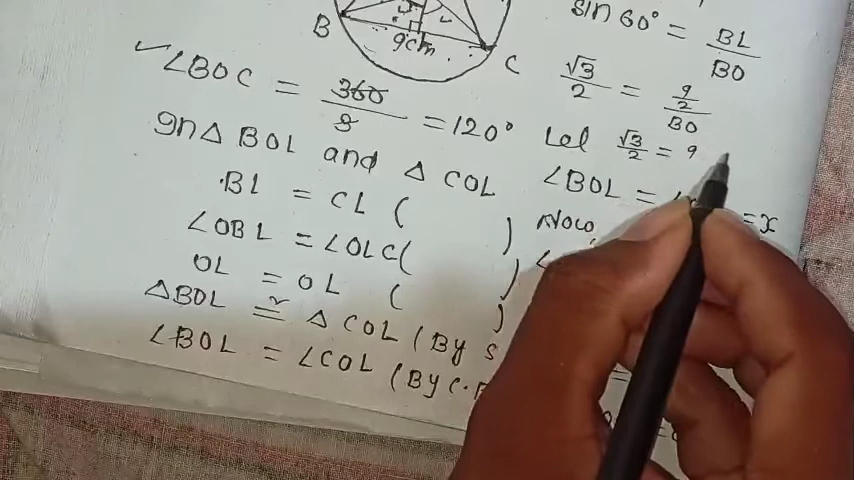 B
9cm
C
∠BOC = 360/3 = 120°
In △ BOL and △ COL
BL = CL ( )
∠OBL = ∠OLC ( )
OL = OL ( )
△BOL ≅ △ COL (By S
∠BOL = ∠COL (By C.P
sin 60° = BL/BO
√3/2 = 9/2/BO
√3/2 = 9
Let
∠BOL = ∠ = x
Now
∠